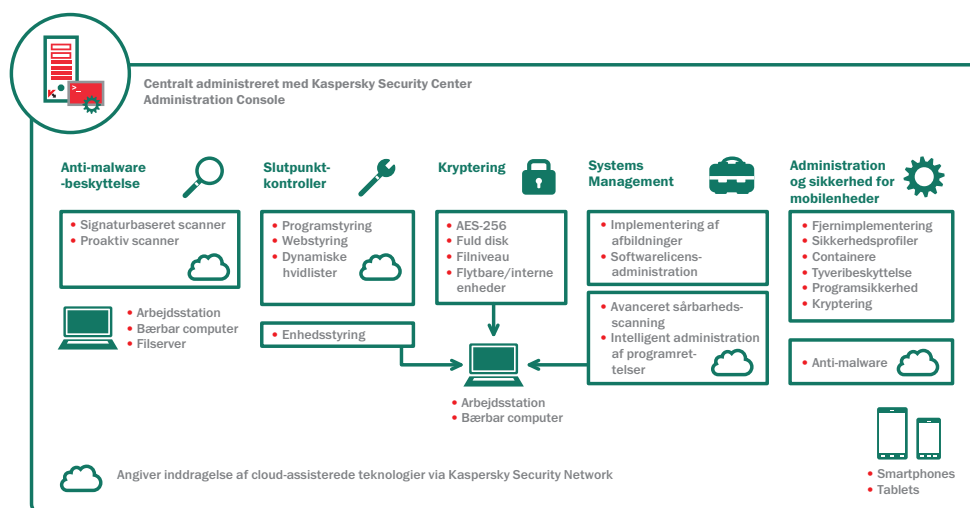 Centralt administreret med Kaspersky Security Center
Administration Console
Anti-malware
-beskyttelse
• Signaturbaseret scanner
• Proaktiv scanner
• Arbejdsstation
• Bærbar computer
• Filserver
Slutpunkt-
kontroller
• Programstyring
• Webstyring
• Dynamiske
hvidlister
• Enhedsstyring
Kryptering
• AES-256
• Fuld disk
• Filniveau
• Flytbare/interne
enheder
Systems
Management
• Implementering af
afbildninger
• Softwarelicens-
administration
• Avanceret sårbarheds-
scanning
• Intelligent administration
af programret-
telser
• Arbejdsstation
• Bærbar computer
Administration
og sikkerhed for
mobilenheder
• Fjernimplementering
• Sikkerhedsprofiler
• Containere
• Tyveribeskyttelse
• Programsikkerhed
• Kryptering
• Anti-malware
• Smartphones
• Tablets
Angiver inddragelse af cloud-assisterede teknologier via Kaspersky Security Network